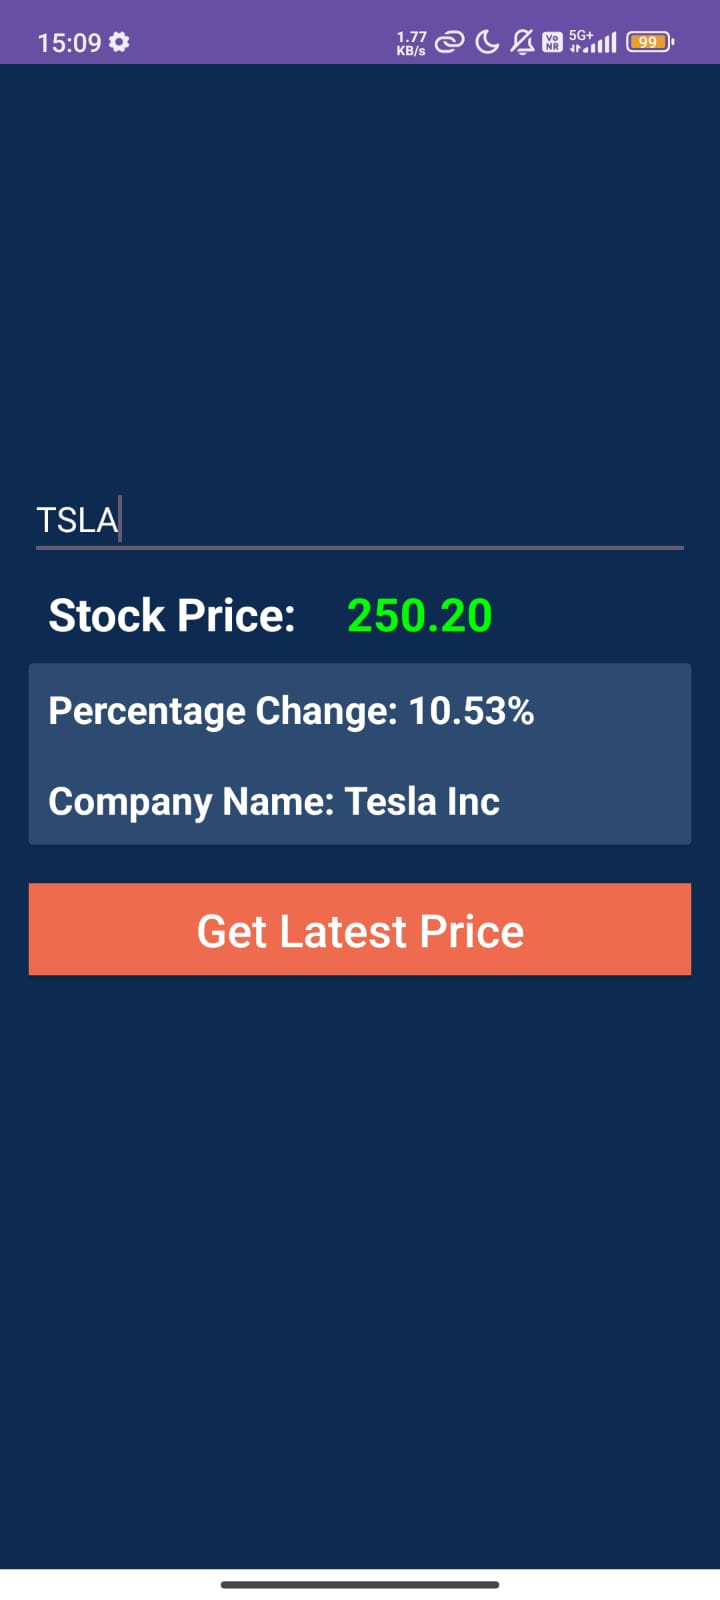 15:09
1.77
KB/s
Vo
NR
5G+
99
TSLA
Stock Price: 250.20
Percentage Change: 10.53%
Company Name: Tesla Inc
Get Latest Price